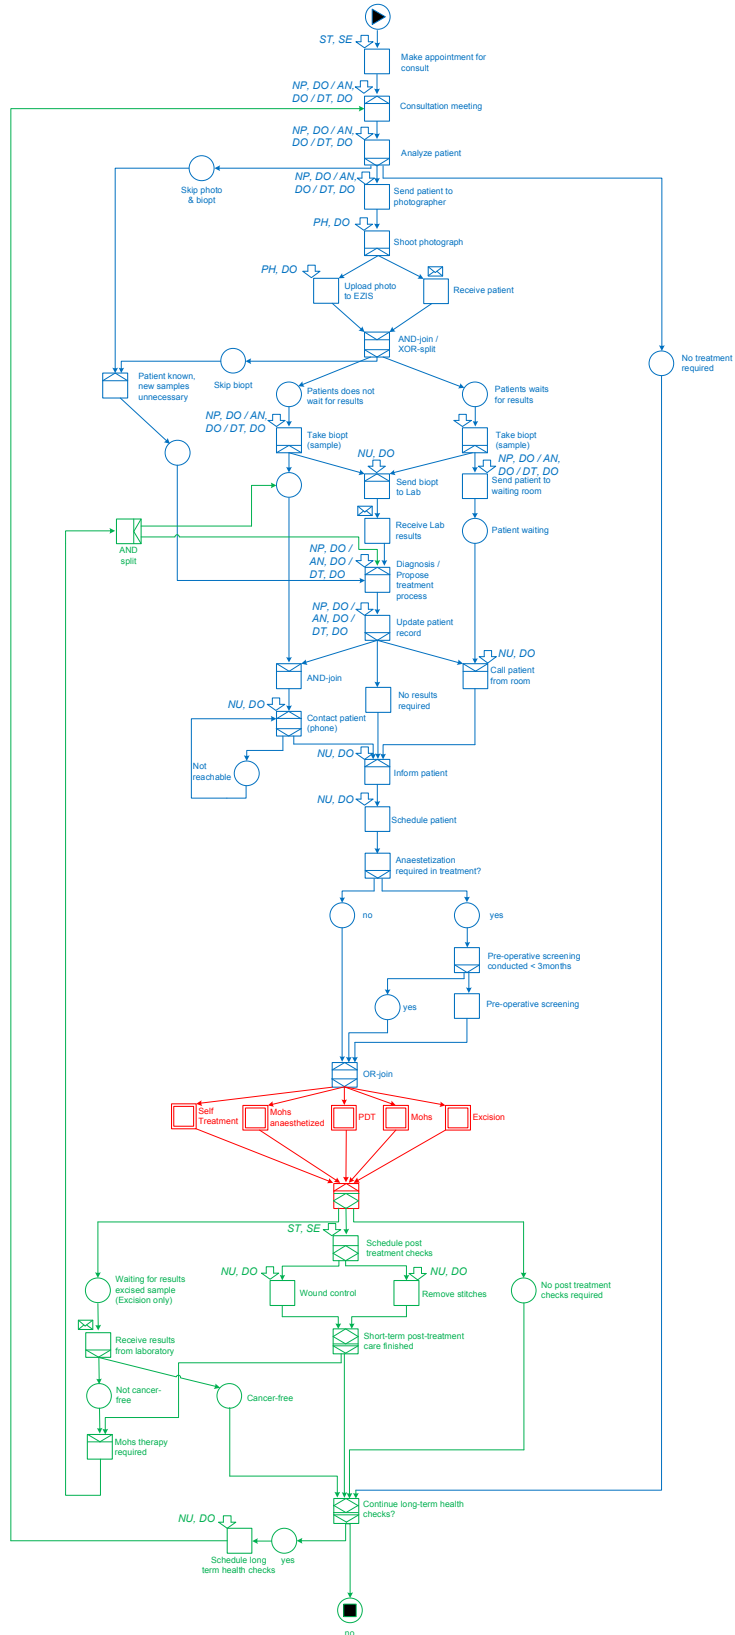 ST, SE
Make appointment for
consult
NP, DO / AN,
DO / DT, DO
Consultation meeting
NP, DO / AN,
DO / DT, DO
Analyze patient
Skip photo
& biopt
NP, DO / AN,
DO / DT, DO
Send patient to
photographer
PH, DO
Shoot photograph
PH, DO
Upload photo
to EZIS
Receive patient
AND-join /
XOR-split
No treatment
required
Patient known,
new samples
unnecessary
Skip biopt
Patients does not
wait for results
Patients waits
for results
NP, DO / AN,
DO / DT, DO
Take biopt
(sample)
Take biopt
(sample)
NU, DO
Send biopt
to Lab
NP, DO / AN,
DO / DT, DO
Send patient to
waiting room
AND
split
Receive Lab
results
Patient waiting
NP, DO /
AN, DO /
DT, DO
Diagnosis /
Propose
treatment
process
NP, DO /
AN, DO /
DT, DO
Update patient
record
NU, DO
Call patient
from room
AND-join
No results
required
NU, DO
Contact patient
(phone)
Not
reachable
NU, DO
Inform patient
NU, DO
Schedule patient
Anaestetization
required in treatment?
no
yes
Pre-operative screening
conducted < 3months
yes
Pre-operative screening
OR-join
Self
Treatment
Mohs
anaesthetized
PDT
Mohs
Excision
ST, SE
Schedule post
treatment checks
NU, DO
NU, DO
Waiting for results
excised sample
(Excision only)
Wound control
Remove stitches
No post treatment
checks required
Receive results
from laboratory
Short-term post-treatment
care finished
Not cancer-
free
Cancer-free
Mohs therapy
required
Continue long-term health
checks?
NU, DO
Schedule long
term health checks
yes
no